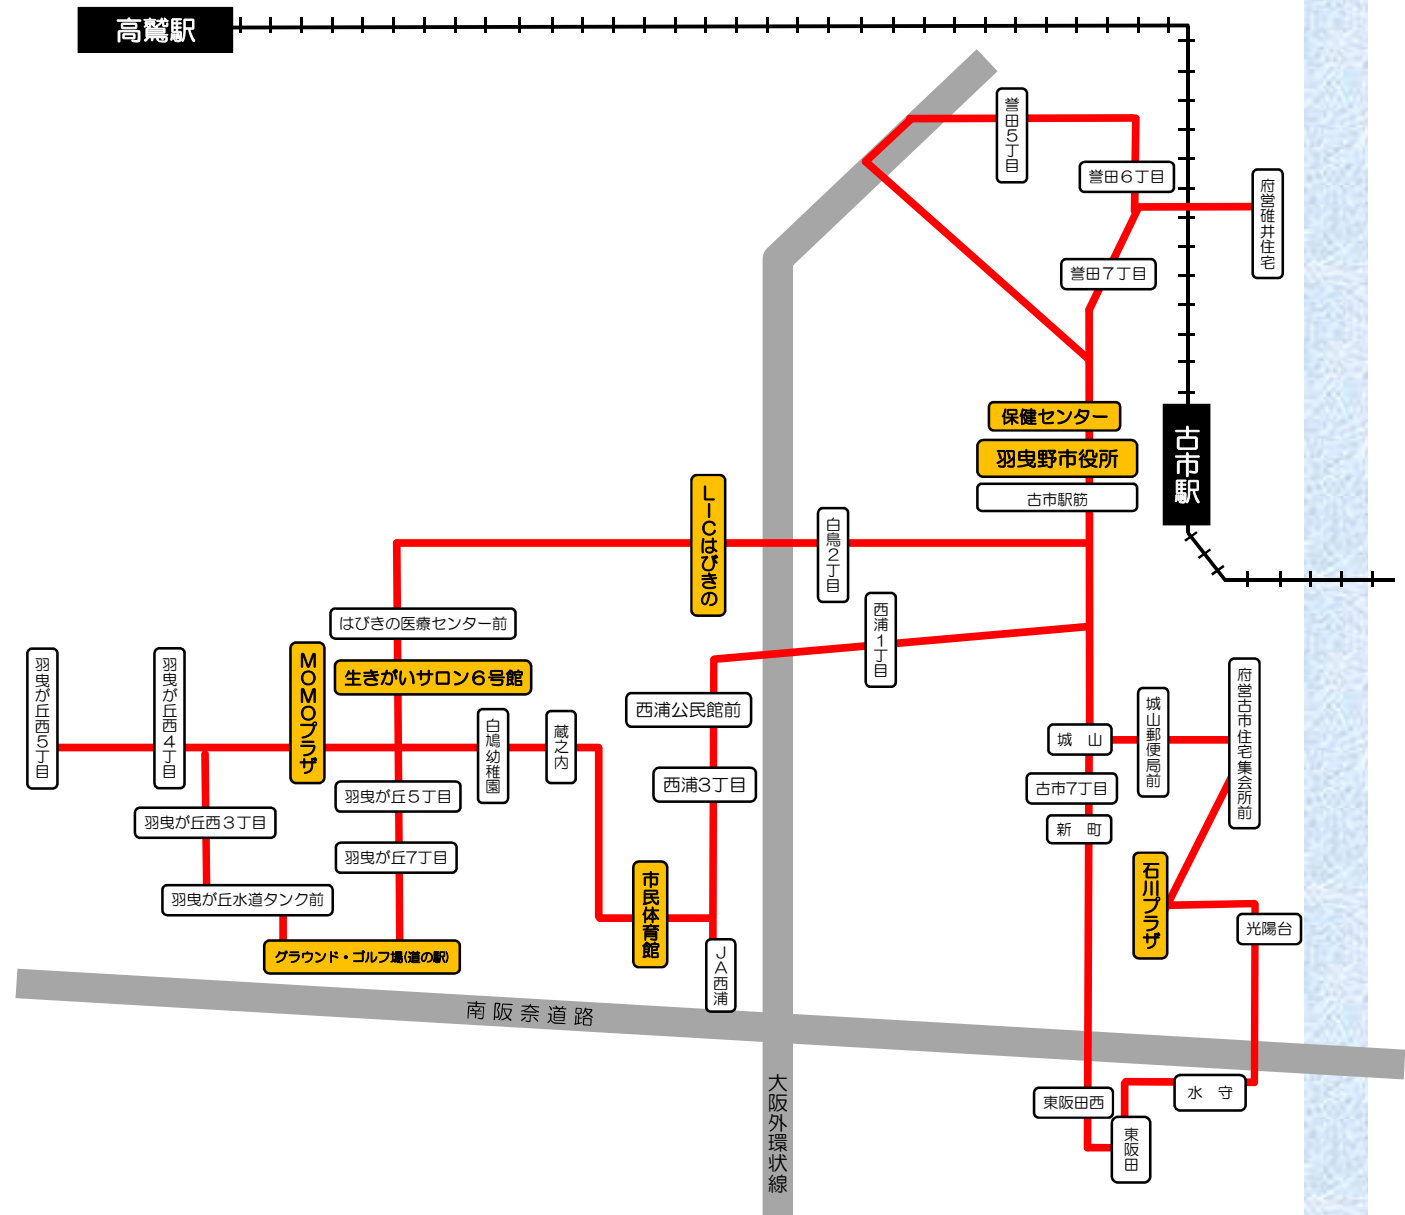 高鷲駅
誉田５丁目
誉田６丁目
府営碓井住宅
誉田７丁目
保健センター
羽曳野市役所
古市駅筋
古市駅
ＬＩＣはびきの
白鳥２丁目
西浦１丁目
はびきの医療センター前
生きがいサロン６号館
ＭＯＭＯプラザ
羽曳が丘西５丁目
羽曳が丘西４丁目
西浦公民館前
白鳩幼稚園
蔵之内
城　山
城山郵便局前
府営古市住宅集会所前
西浦3丁目
羽曳が丘５丁目
古市7丁目
羽曳が丘西３丁目
新　町
羽曳が丘7丁目
市民体育館
石川プラザ
羽曳が丘水道タンク前
光陽台
グラウンド・ゴルフ場(道の駅)
ＪＡ西浦
南阪奈道路
大阪外環状線
水　守
東阪田西
東阪田